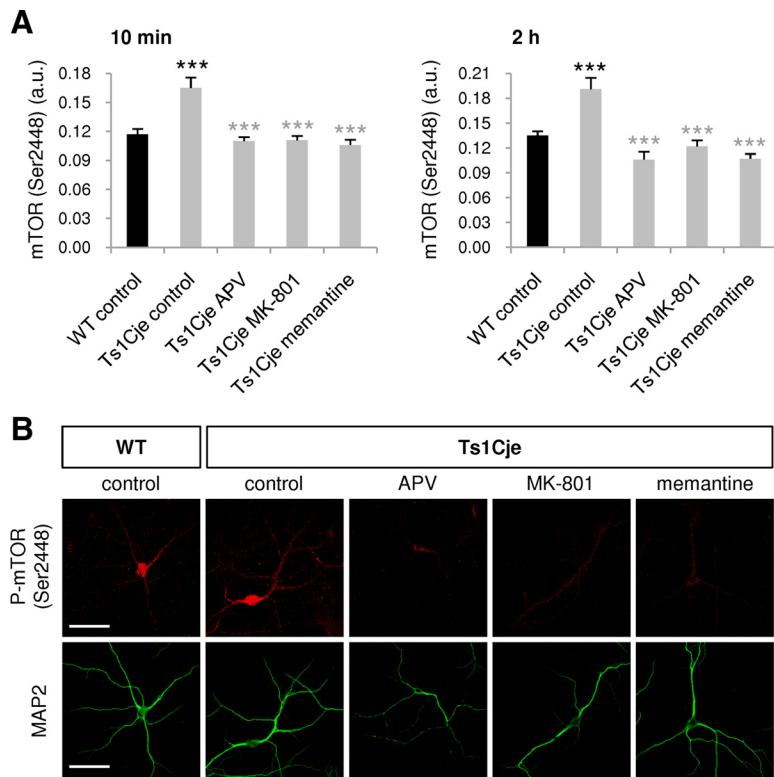 A
10 min
mTOR (Ser2448) (a.u.)
0.18
0.15
0.12
0.09
0.06
0.03
0.00
***
***
***
***
WT control
Ts1Cje control
Ts1Cje APV
Ts1Cje MK-801
Ts1Cje memantine
2 h
mTOR (Ser2448) (a.u.)
0.21
0.18
0.15
0.12
0.09
0.06
0.03
0.00
***
***
***
***
WT control
Ts1Cje control
Ts1Cje APV
Ts1Cje MK-801
Ts1Cje memantine
B
WT
Ts1Cje
control
control
APV
MK-801
memantine
P-mTOR
(Ser2448)
MAP2